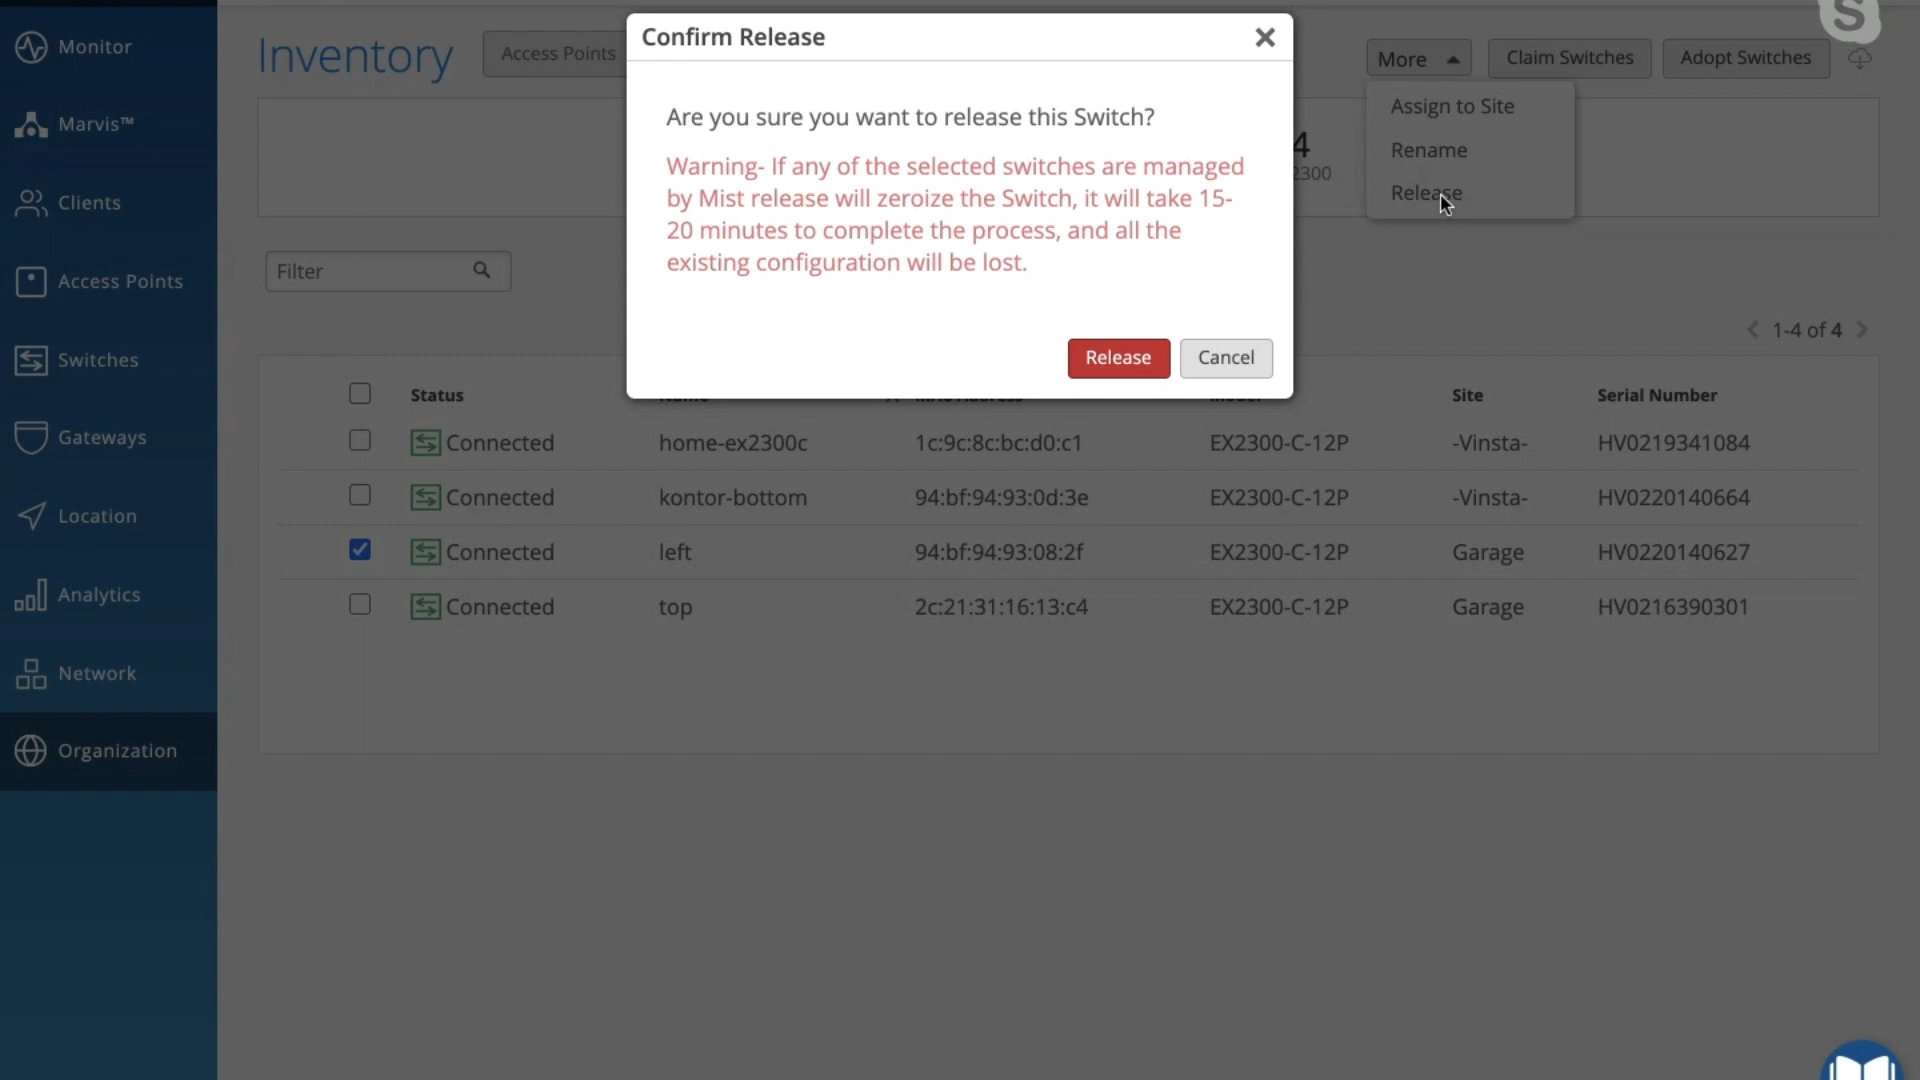 Monitor
Marvis™
Clients
Access Points
Switches
Gateways
Location
Analytics
Network
Organization
Inventory
Access Points
More
Claim Switches
Adopt Switches
Assign to Site
Rename
Release
4
2300
Confirm Release
Are you sure you want to release this Switch?
Warning- If any of the selected switches are managed
by Mist release will zeroize the Switch, it will take 15-
20 minutes to complete the process, and all the
existing configuration will be lost.
Release Cancel
Filter
1-4 of 4
Status Site Serial Number
Connected home-ex2300c 1c:9c:8c:bc:d0:c1 EX2300-C-12P -Vinsta- HV0219341084
Connected kontor-bottom 94:bf:94:93:0d:3e EX2300-C-12P -Vinsta- HV0220140664
Connected left 94:bf:94:93:08:2f EX2300-C-12P Garage HV0220140627
Connected top 2c:21:31:16:13:c4 EX2300-C-12P Garage HV0216390301